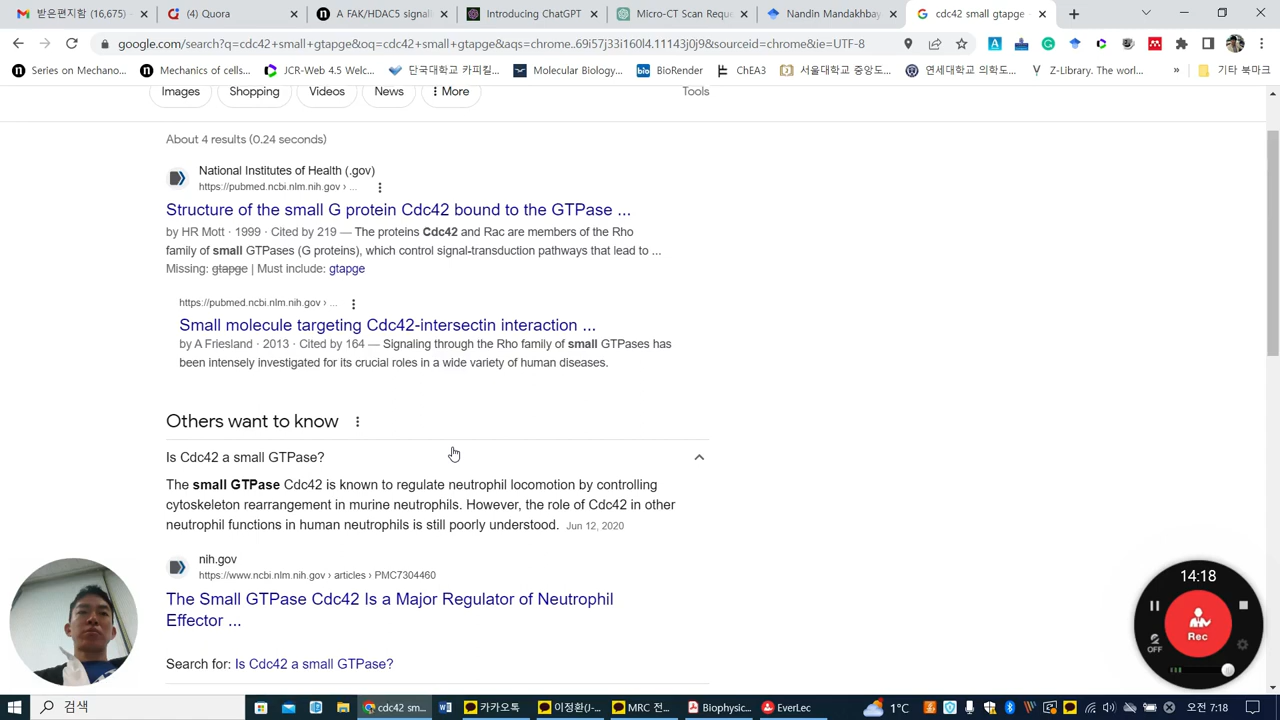 받은편지함 (16,675) -
(4) Quora
A FAK/HDAC5 signall
Introducing ChatGPT
Micro-CT Scan Reque
Nandin Mandakhbay
cdc42 small gtapge -
google.com/search?q=cdc42+small+gtapge&oq=cdc42+small+gtapge&aqs=chrome..69i57j33i160l4.11143j0j9&sourceid=chrome&ie=UTF-8
Series on Mechano...
Mechanics of cells...
JCR-Web 4.5 Welc...
단국대학교 카피킬...
Molecular Biology...
BioRender
ChEA3
서울대학교 중앙도...
연세대학교 의학도...
Z-Library. The worl...
»
기타 북마크
Images
Shopping
Videos
News
More
Tools
About 4 results (0.24 seconds)
National Institutes of Health (.gov)
https://pubmed.ncbi.nlm.nih.gov › ...
Structure of the small G protein Cdc42 bound to the GTPase ...
by HR Mott · 1999 · Cited by 219 — The proteins Cdc42 and Rac are members of the Rho
family of small GTPases (G proteins), which control signal-transduction pathways that lead to ...
Missing: gtapge | Must include: gtapge
https://pubmed.ncbi.nlm.nih.gov › ...
Small molecule targeting Cdc42-intersectin interaction ...
by A Friesland · 2013 · Cited by 164 — Signaling through the Rho family of small GTPases has
been intensely investigated for its crucial roles in a wide variety of human diseases.
Others want to know
Is Cdc42 a small GTPase?
The small GTPase Cdc42 is known to regulate neutrophil locomotion by controlling
cytoskeleton rearrangement in murine neutrophils. However, the role of Cdc42 in other
neutrophil functions in human neutrophils is still poorly understood. Jun 12, 2020
nih.gov
https://www.ncbi.nlm.nih.gov › articles › PMC7304460
The Small GTPase Cdc42 Is a Major Regulator of Neutrophil
Effector ...
Search for: Is Cdc42 a small GTPase?
14:18
Rec
OFF
검색
cdc42 sm...
카카오톡
이정환(J-...
MRC 전...
Biophysic...
EverLec
1°C
오전 7:18